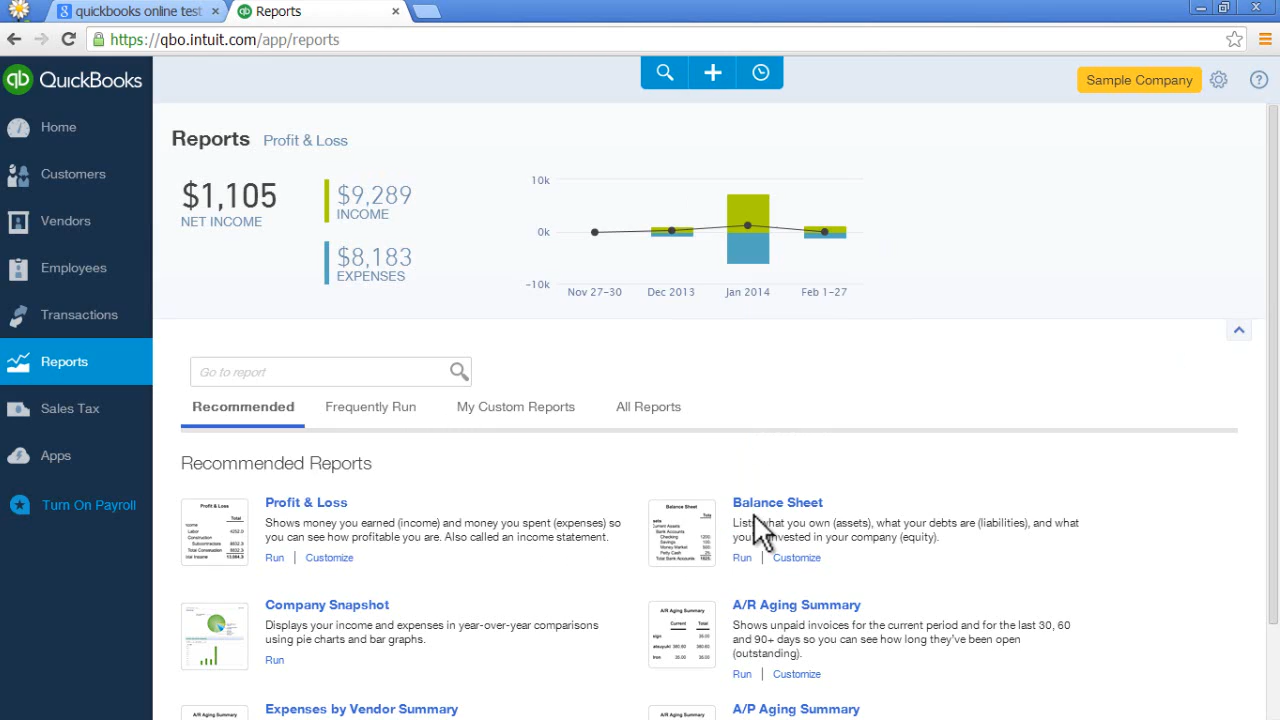 quickbooks online test ×
Reports ×
https://qbo.intuit.com/app/reports
qb QuickBooks
Sample Company
Home
Customers
Vendors
Employees
Transactions
Reports
Sales Tax
Apps
Turn On Payroll
Reports Profit & Loss
$1,105
NET INCOME
$9,289
INCOME
$8,183
EXPENSES
10k
0k
-10k
Nov 27-30 Dec 2013 Jan 2014 Feb 1-27
Go to report
Recommended Frequently Run My Custom Reports All Reports
Recommended Reports
Profit & Loss
Shows money you earned (income) and money you spent (expenses) so
you can see how profitable you are. Also called an income statement.
Run | Customize
Balance Sheet
what you own (assets), what your debts are (liabilities), and what
invested in your company (equity).
Run | Customize
Company Snapshot
Displays your income and expenses in year-over-year comparisons
using pie charts and bar graphs.
Run
A/R Aging Summary
Shows unpaid invoices for the current period and for the last 30, 60
and 90+ days so you can see how long they've been open
(outstanding).
Run | Customize
Expenses by Vendor Summary
A/P Aging Summary